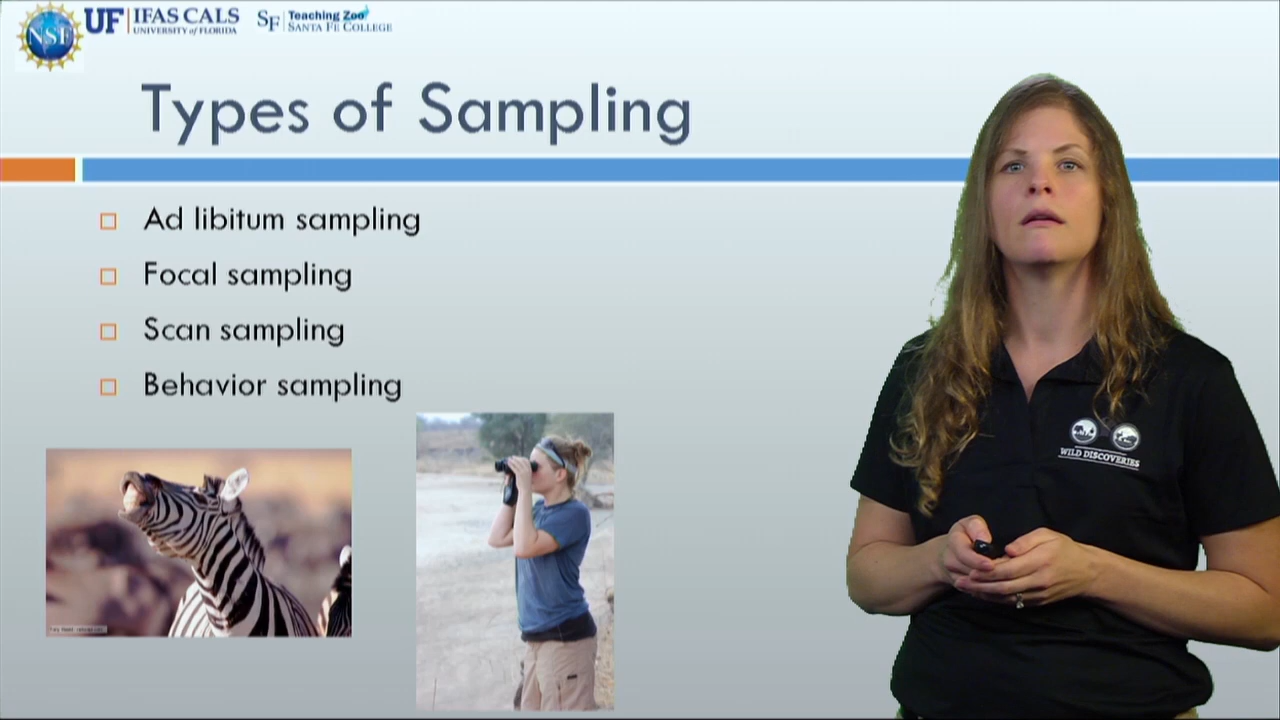 NSF
UF IFAS CALS
UNIVERSITY of FLORIDA
SF Teaching Zoo
SANTA FE COLLEGE
Types of Sampling
Ad libitum sampling
Focal sampling
Scan sampling
Behavior sampling
WILD DISCOVERIES